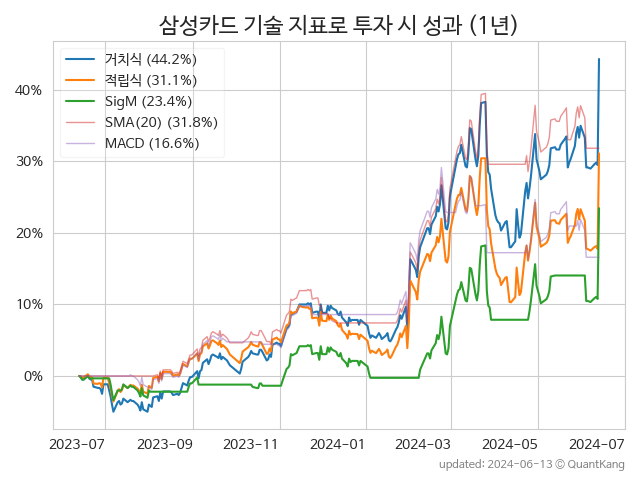 삼성카드 기술 지표로 투자 시 성과 (1년)
거치식 (44.2%)
적립식 (31.1%)
SigM (23.4%)
SMA(20) (31.8%)
MACD (16.6%)
40%
30%
20%
10%
0%
2023-07 2023-09 2023-11 2024-01 2024-03 2024-05 2024-07
updated: 2024-06-13 ⓒ QuantKang